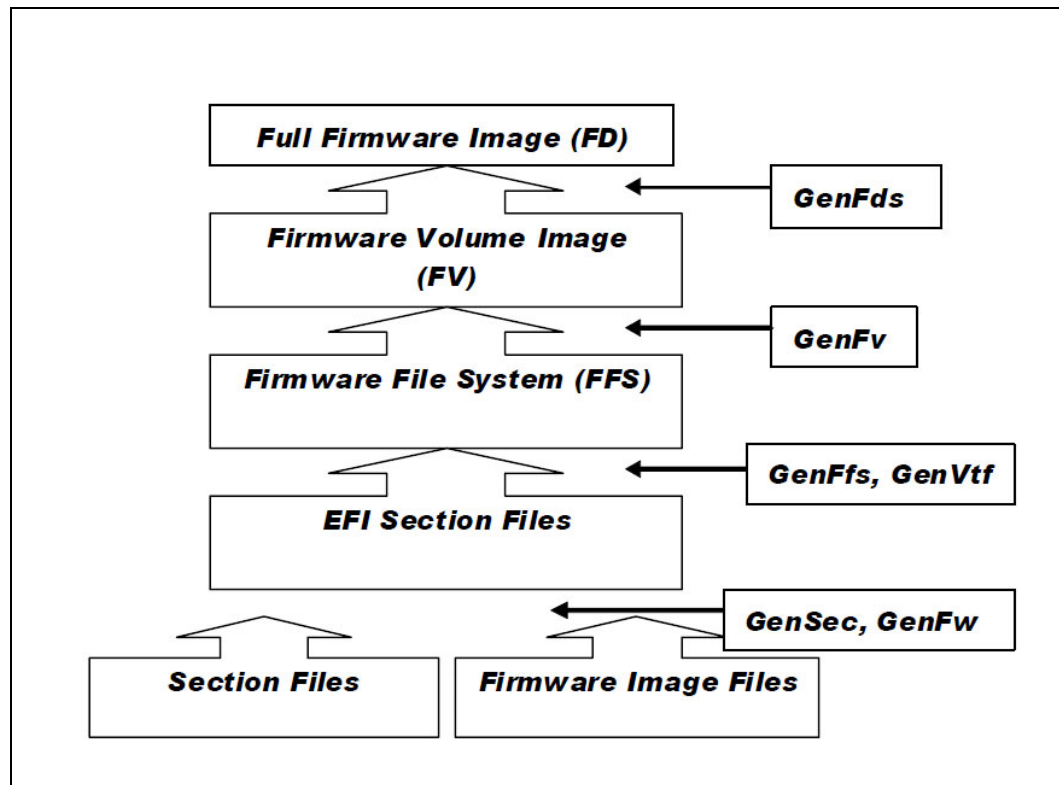 Full Firmware Image (FD)
GenFds
Firmware Volume Image
(FV)
GenFv
Firmware File System (FFS)
GenFfs, GenVtf
EFI Section Files
GenSec, GenFw
Section Files
Firmware Image Files